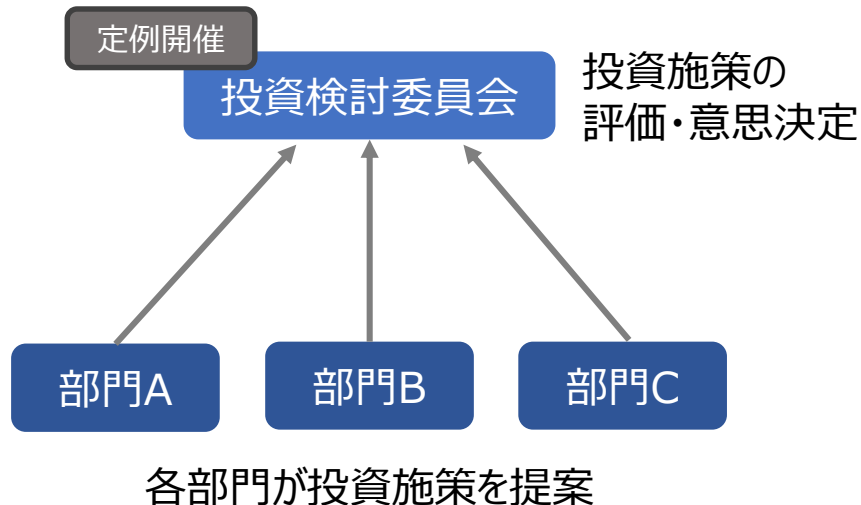 定例開催
投資検討委員会
投資施策の
評価・意思決定
部門A
部門B
部門C
各部門が投資施策を提案